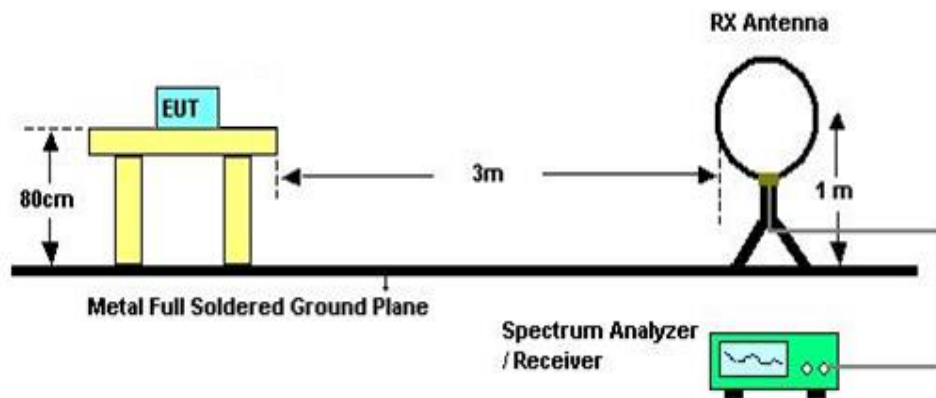 RX Antenna
EUT
80cm
3m
1 m
Metal Full Soldered Ground Plane
Spectrum Analyzer
/ Receiver